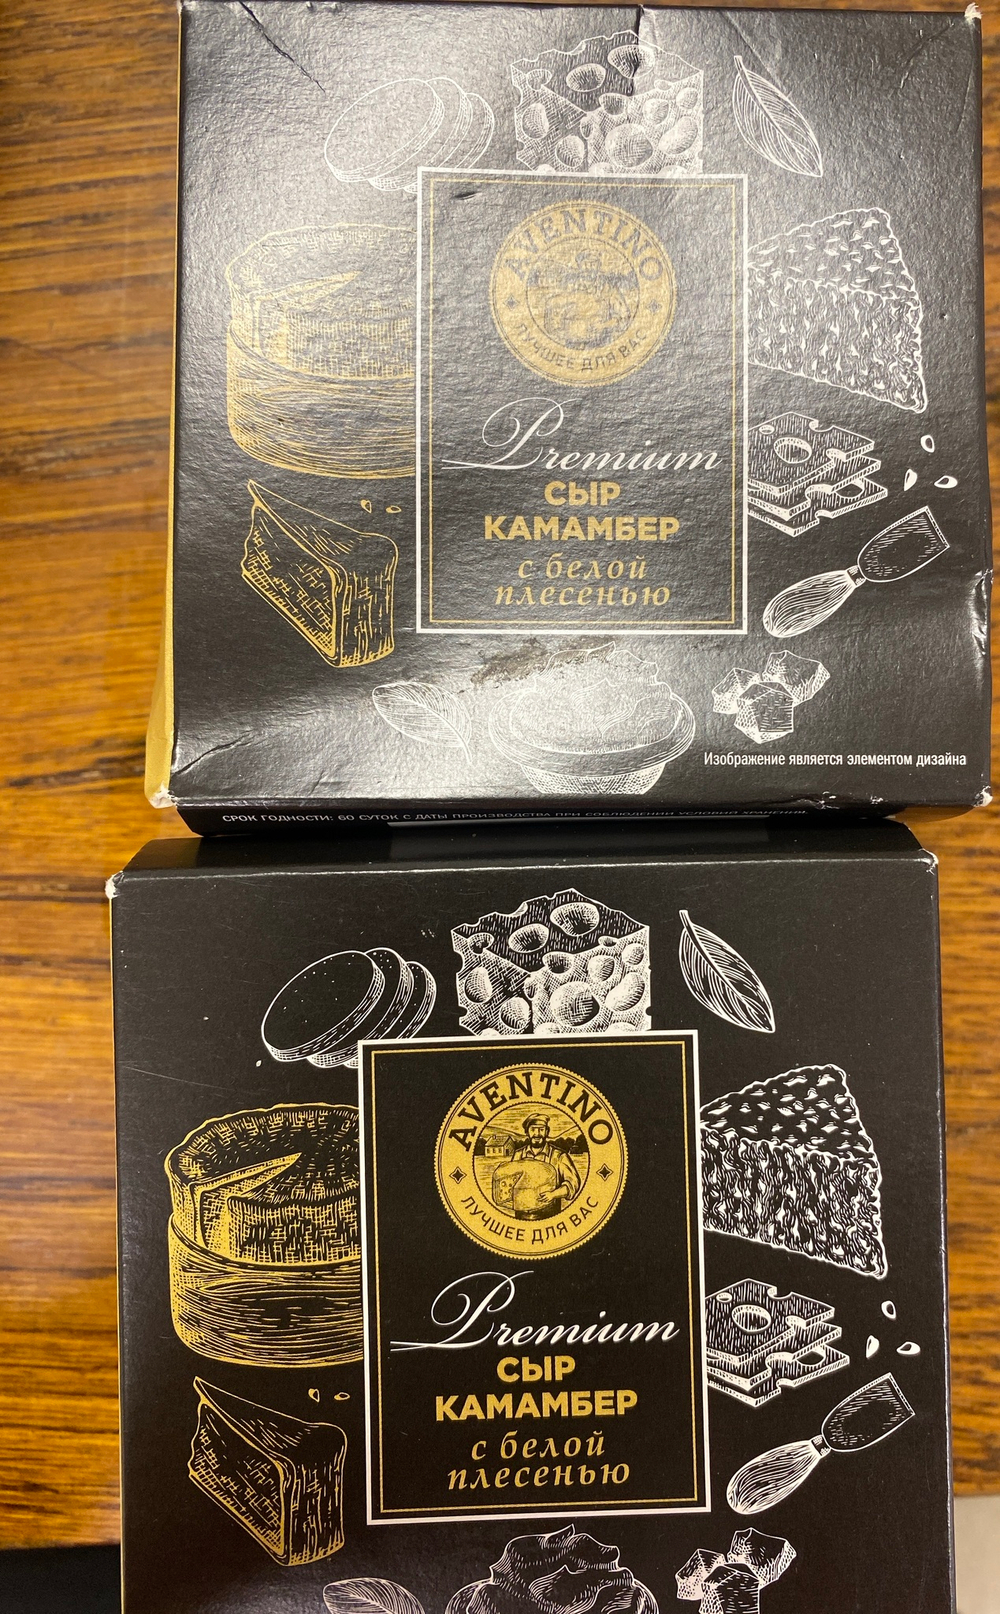 AVENTINO
ЛУЧШЕЕ ДЛЯ ВАС
Premium
СЫР
КАМАМБЕР
с белой
плесенью
Изображение является элементом дизайна
СРОК ГОДНОСТИ: 60 СУТОК С ДАТЫ ПРОИЗВОДСТВА ПРИ СОБЛЮДЕНИИ УСЛОВИЙ ХРАНЕНИЯ.
AVENTINO
ЛУЧШЕЕ ДЛЯ ВАС
Premium
СЫР
КАМАМБЕР
с белой
плесенью